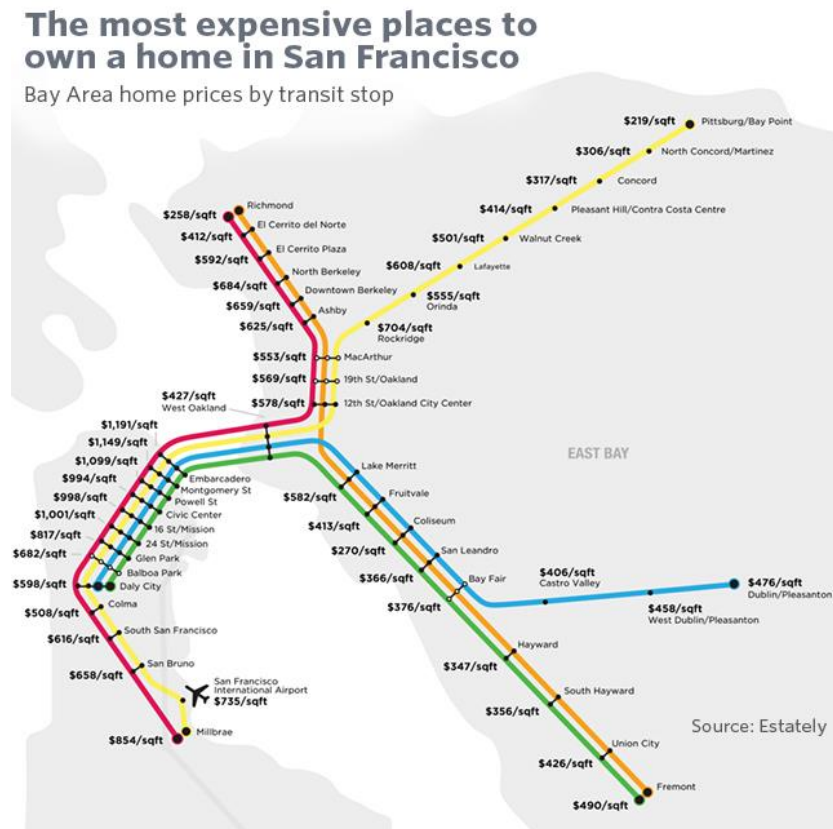 The most expensive places to
own a home in San Francisco
Bay Area home prices by transit stop
$219/sqft Pittsburg/Bay Point
$306/sqft North Concord/Martinez
$317/sqft Concord
$414/sqft Pleasant Hill/Contra Costa Centre
$501/sqft Walnut Creek
$608/sqft Lafayette
$555/sqft
Orinda
$704/sqft
Rockridge
Richmond
$258/sqft
El Cerrito del Norte
$412/sqft
El Cerrito Plaza
$592/sqft
North Berkeley
$684/sqft
Downtown Berkeley
$659/sqft
Ashby
$625/sqft
$553/sqft MacArthur
$569/sqft 19th St/Oakland
$578/sqft 12th St/Oakland City Center
$427/sqft
West Oakland
$1,191/sqft
$1,149/sqft
$1,099/sqft
$994/sqft
$998/sqft
$1,001/sqft
$817/sqft
$682/sqft
$598/sqft
Embarcadero
Montgomery St
Powell St
Civic Center
16 St/Mission
24 St/Mission
Glen Park
Balboa Park
Daly City
Colma
$508/sqft
South San Francisco
$616/sqft
San Bruno
$658/sqft
San Francisco
International Airport
$735/sqft
Millbrae
$854/sqft
EAST BAY
Lake Merritt
$582/sqft
Fruitvale
$413/sqft
Coliseum
$270/sqft
San Leandro
$366/sqft
Bay Fair
$376/sqft
$406/sqft
Castro Valley
$458/sqft
West Dublin/Pleasanton
$476/sqft
Dublin/Pleasanton
Hayward
$347/sqft
South Hayward
$356/sqft
Union City
$426/sqft
Fremont
$490/sqft
Source: Estately